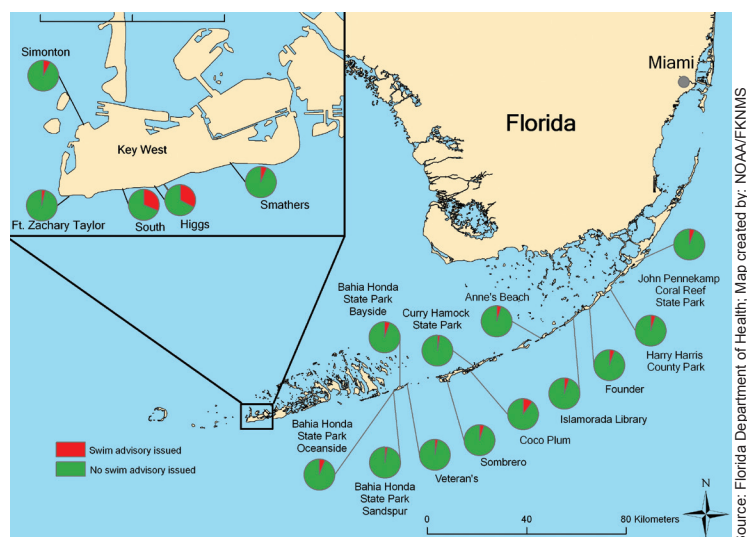 Simonton
Key West
Ft. Zachary Taylor
South
Higgs
Smathers
Miami
Florida
John Pennekamp
Coral Reef
State Park
Harry Harris
County Park
Founder
Islamorada Library
Anne's Beach
Curry Hamock
State Park
Coco Plum
Sombrero
Veteran's
Bahia Honda
State Park
Bayside
Bahia Honda
State Park
Sandspur
Bahia Honda
State Park
Oceanside
Swim advisory issued
No swim advisory issued
N
0 40 80 Kilometers
Source: Florida Department of Health; Map created by: NOAA/FKNMS